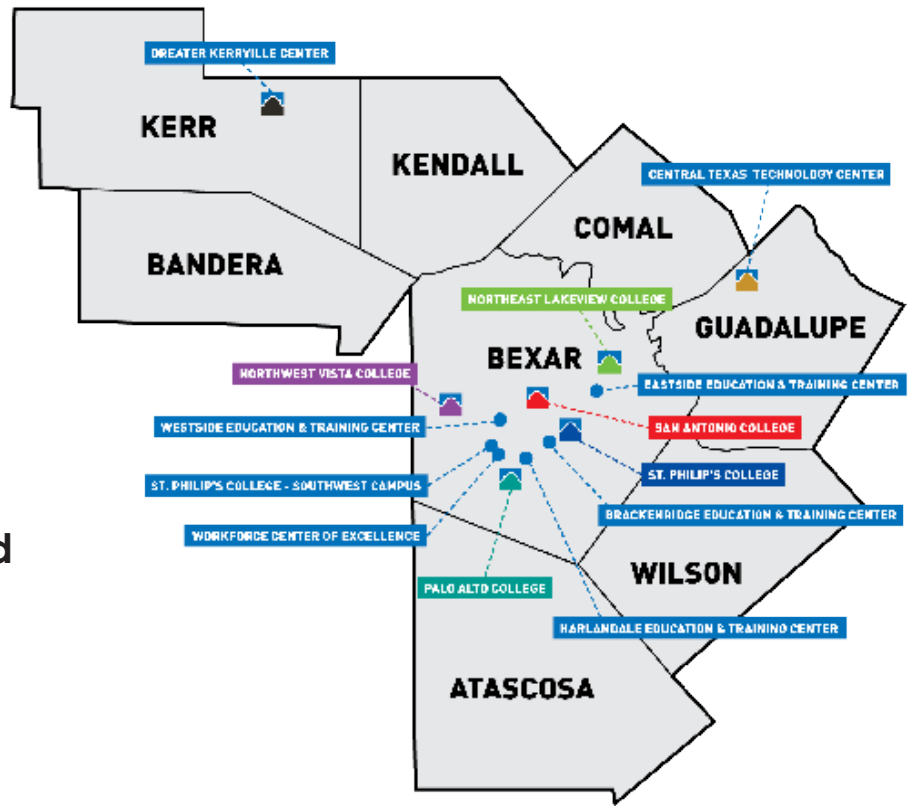 GREATER KERRVILLE CENTER
KERR
KENDALL
CENTRAL TEXAS TECHNOLOGY CENTER
COMAL
BANDERA
NORTHEAST LAKEVIEW COLLEGE
GUADALUPE
BEXAR
NORTHWEST VISTA COLLEGE
EASTSIDE EDUCATION & TRAINING CENTER
WESTSIDE EDUCATION & TRAINING CENTER
SAN ANTONIO COLLEGE
ST. PHILIP'S COLLEGE
ST. PHILIP'S COLLEGE - SOUTHWEST CAMPUS
BRACKENRIDGE EDUCATION & TRAINING CENTER
WORKFORCE CENTER OF EXCELLENCE
d
WILSON
PALO ALTO COLLEGE
HARLANDALE EDUCATION & TRAINING CENTER
ATASCOSA